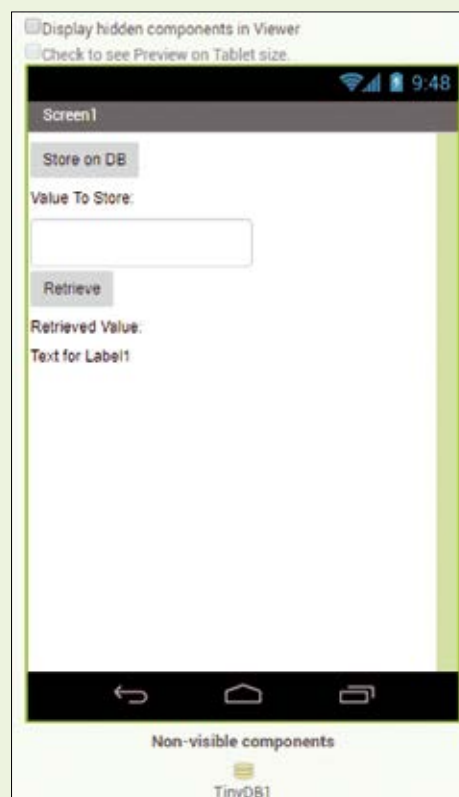 Display hidden components in Viewer
Check to see Preview on Tablet size.
9:48
Screen1
Store on DB
Value To Store:
Retrieve
Retrieved Value:
Text for Label1
Non-visible components
TinyDB1